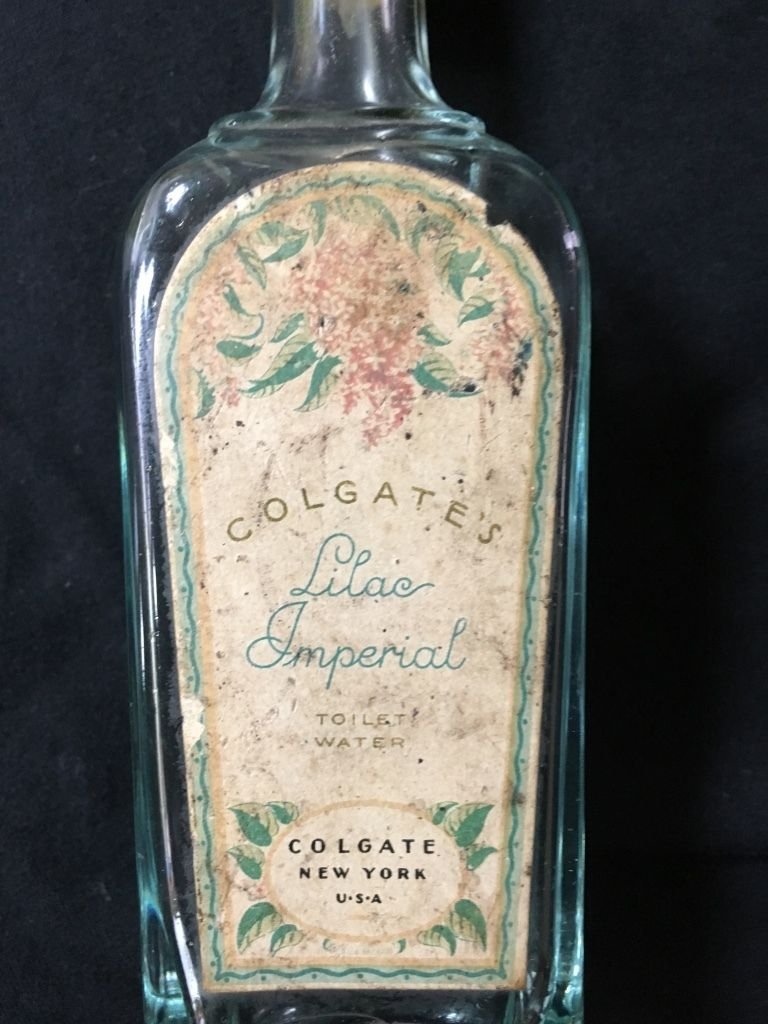 COLGATE'S
Lilac
Imperial
TOILET
WATER
COLGATE
NEW YORK
U·S·A